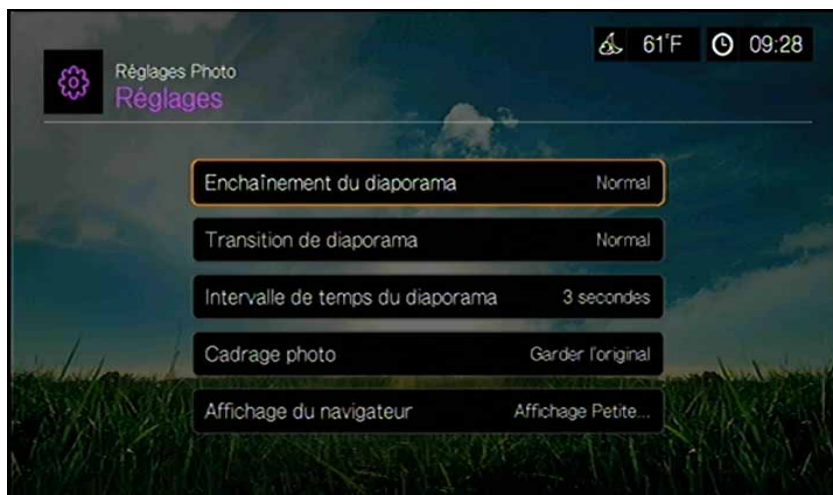 61°F 09:28
Réglages Photo
Réglages
Enchaînement du diaporama Normal
Transition de diaporama Normal
Intervalle de temps du diaporama 3 secondes
Cadrage photo Garder l'original
Affichage du navigateur Affichage Petite...